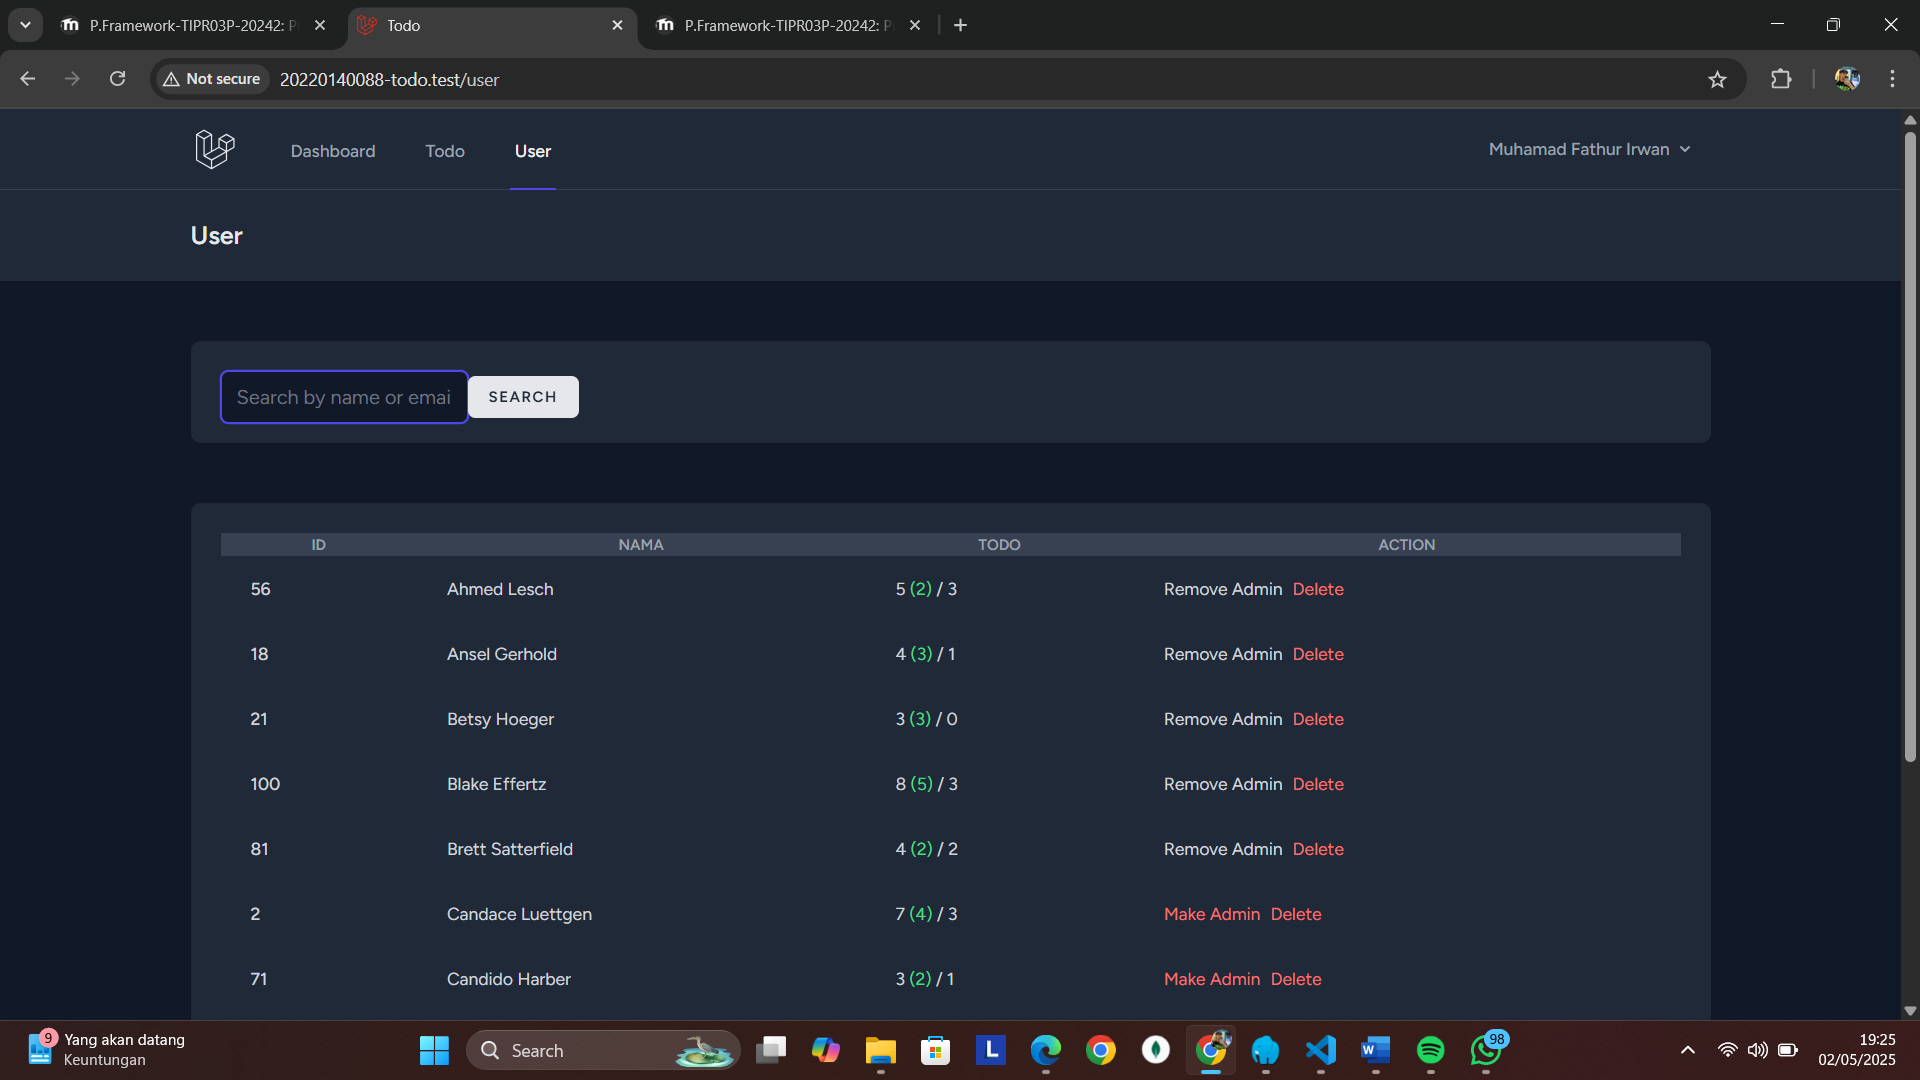 P.Framework-TIPR03P-20242: P
Todo
P.Framework-TIPR03P-20242: P
Not secure
20220140088-todo.test/user
Dashboard
Todo
User
Muhamad Fathur Irwan
User
Search by name or emai
SEARCH
ID NAMA TODO ACTION
56 Ahmed Lesch 5 (2) / 3 Remove Admin Delete
18 Ansel Gerhold 4 (3) / 1 Remove Admin Delete
21 Betsy Hoeger 3 (3) / 0 Remove Admin Delete
100 Blake Effertz 8 (5) / 3 Remove Admin Delete
81 Brett Satterfield 4 (2) / 2 Remove Admin Delete
2 Candace Luettgen 7 (4) / 3 Make Admin Delete
71 Candido Harber 3 (2) / 1 Make Admin Delete
9
Yang akan datang
Keuntungan
Search
L
W
98
19:25
02/05/2025